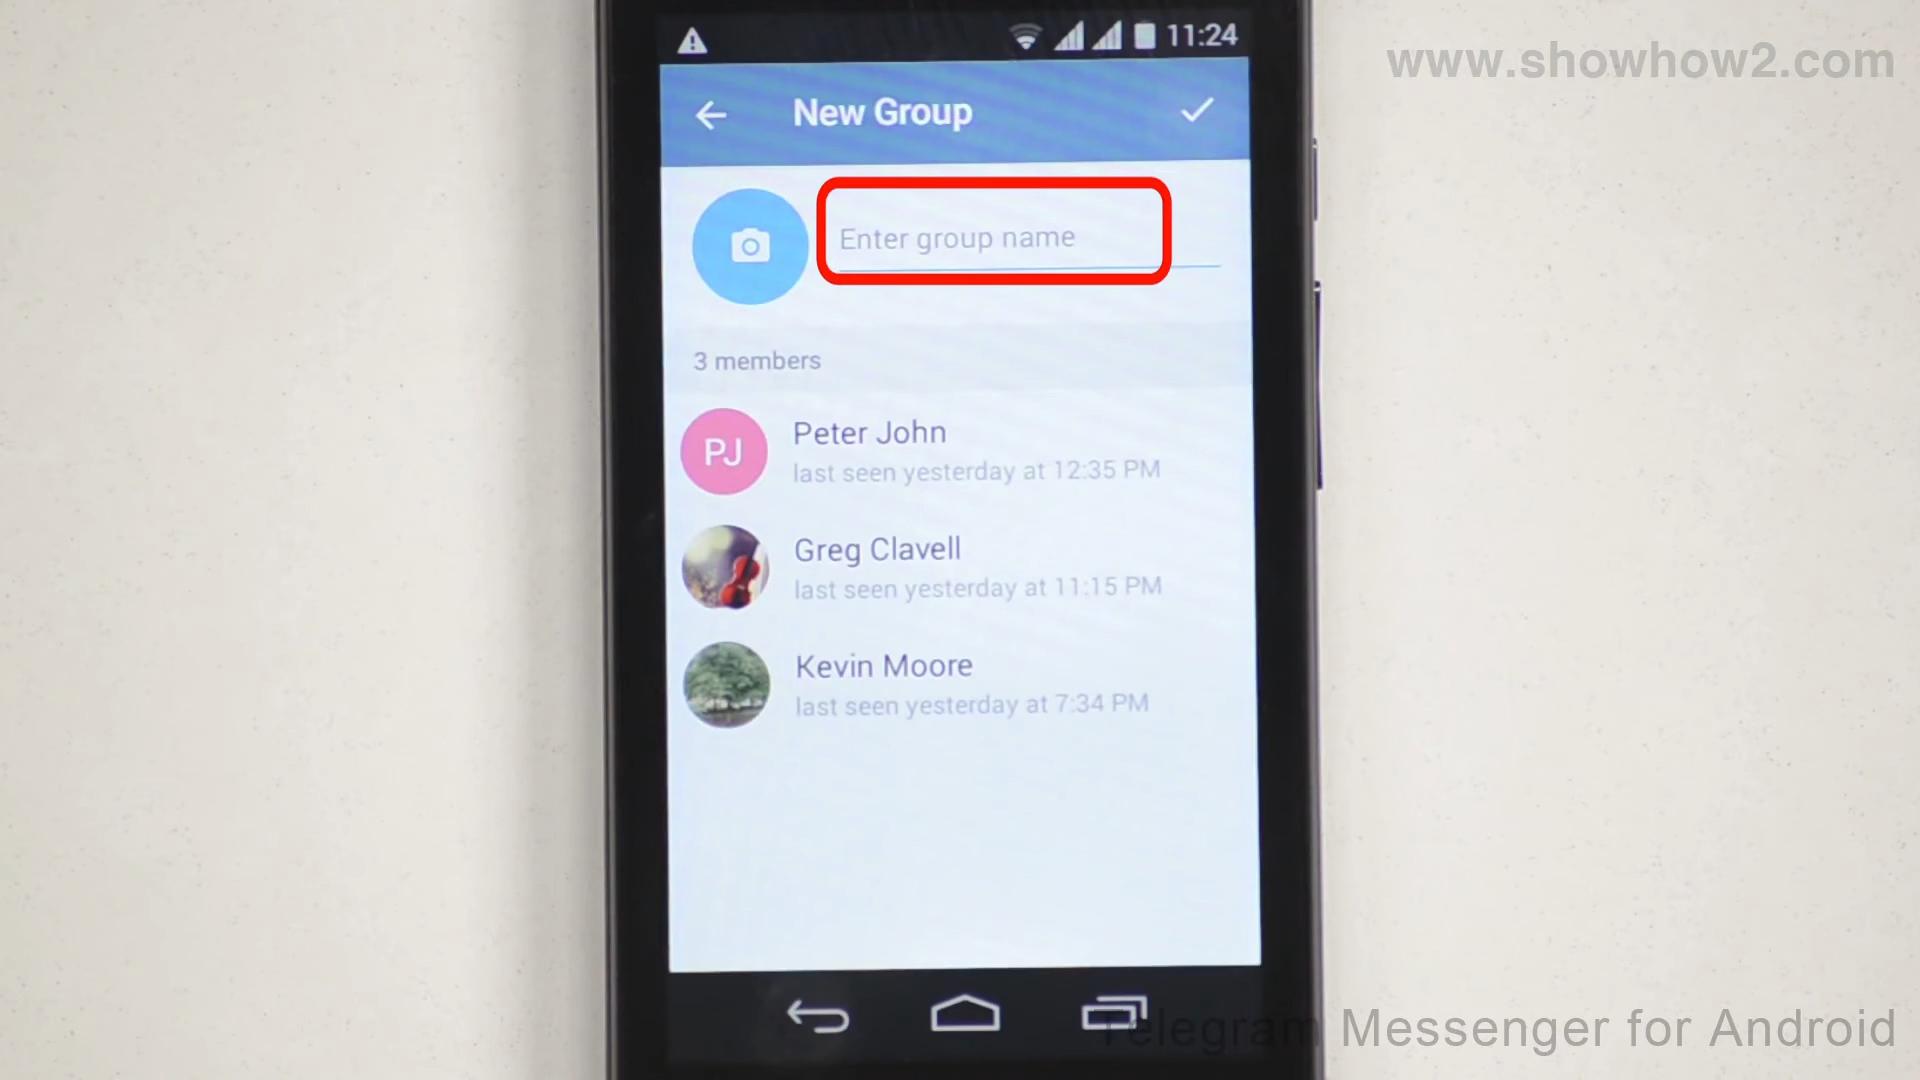 11:24
www.showhow2.com
New Group
Enter group name
3 members
PJ
Peter John
last seen yesterday at 12:35 PM
Greg Clavell
last seen yesterday at 11:15 PM
Kevin Moore
last seen yesterday at 7:34 PM
Telegram Messenger for Android